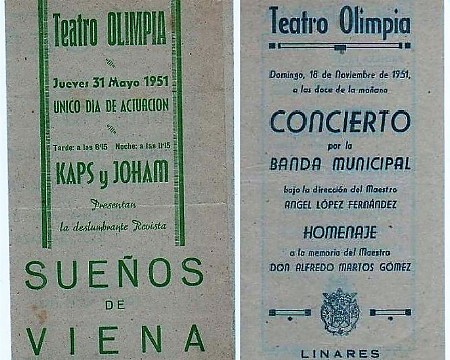 Teatro OLIMPIA
Jueves 31 Mayo 1951
UNICO DIA DE ACTUACION
Tarde: a las 8'15 Noche: a las 11'15
KAPS y JOHAM
Presentan
la deslumbrante Revista
SUEÑOS
DE
VIENA
Teatro Olimpia
Domingo, 18 de Noviembre de 1951,
a las doce de la mañana
CONCIERTO
por la
BANDA MUNICIPAL
bajo la dirección del Maestro
ANGEL LÓPEZ FERNÁNDEZ
HOMENAJE
a la memoria del Maestro
DON ALFREDO MARTOS GÓMEZ
LINARES